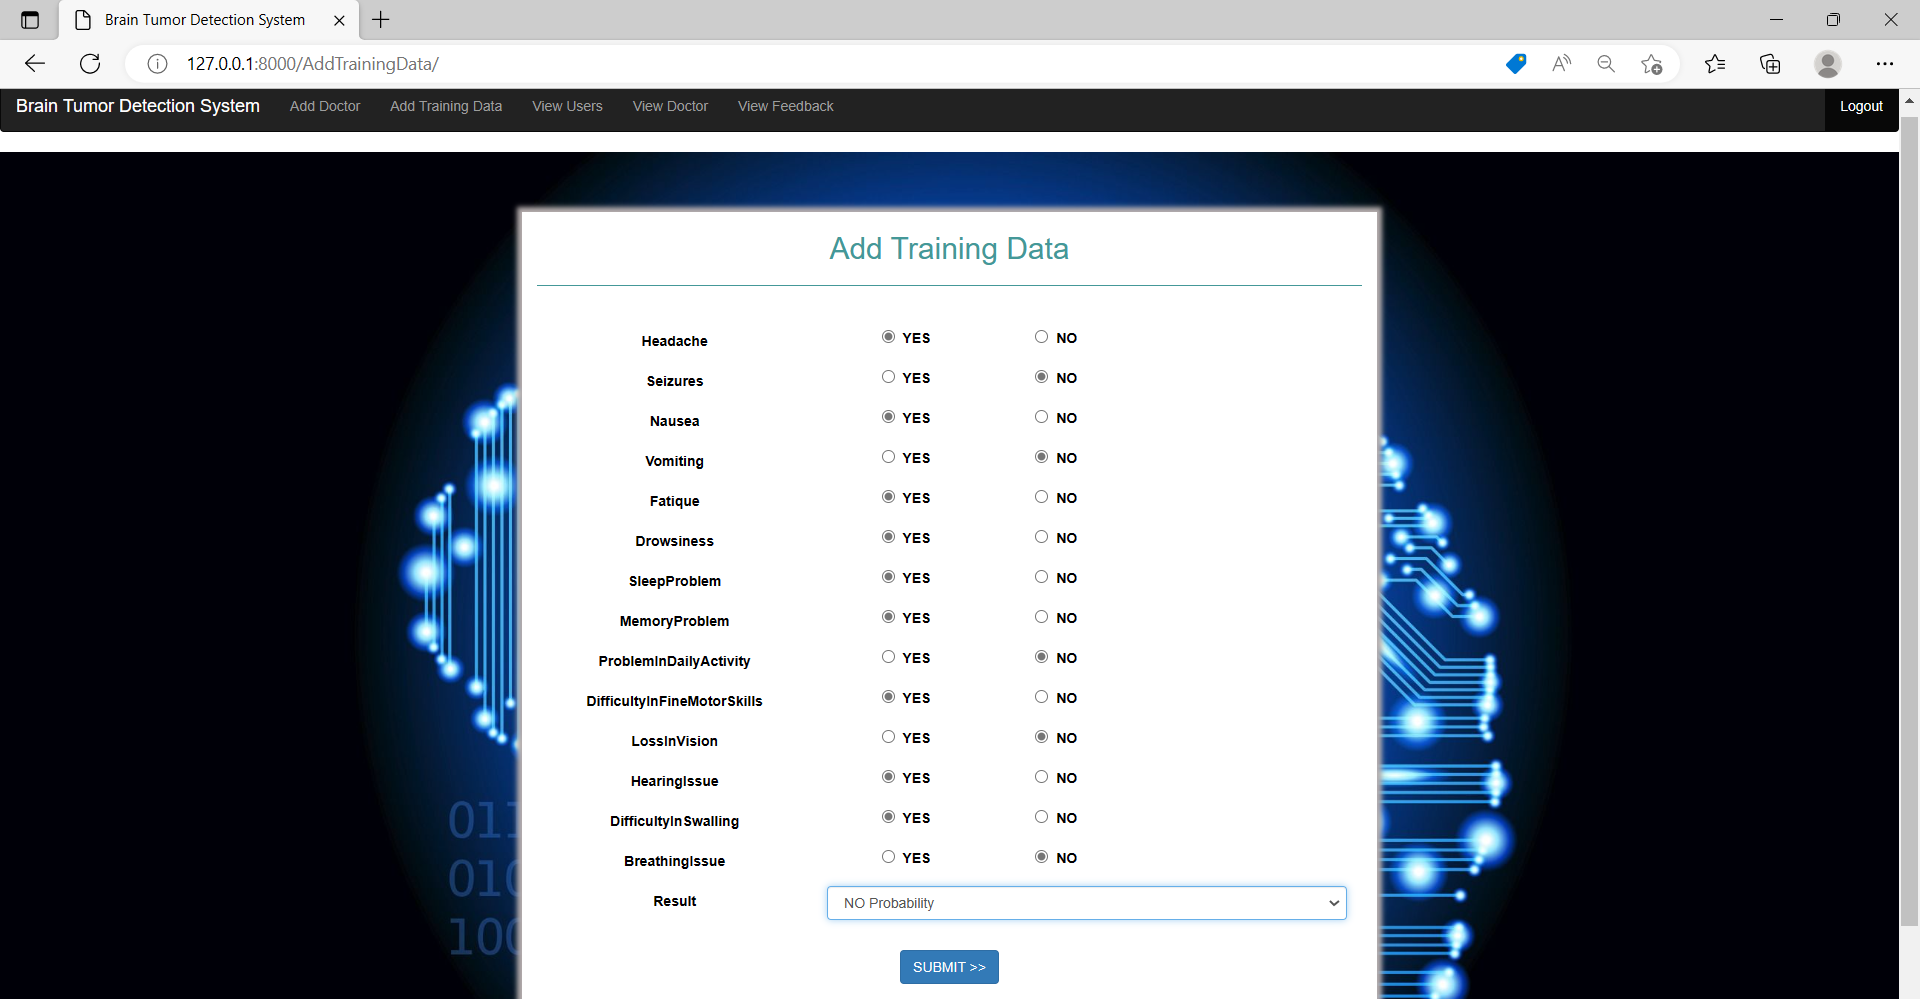 Brain Tumor Detection System
127.0.0.1:8000/AddTrainingData/
Brain Tumor Detection System Add Doctor Add Training Data View Users View Doctor View Feedback Logout
Add Training Data
Headache YES NO
Seizures YES NO
Nausea YES NO
Vomiting YES NO
Fatique YES NO
Drowsiness YES NO
SleepProblem YES NO
MemoryProblem YES NO
ProblemInDailyActivity YES NO
DifficultyInFineMotorSkills YES NO
LossInVision YES NO
HearingIssue YES NO
DifficultyInSwalling YES NO
BreathingIssue YES NO
Result NO Probability
SUBMIT >>